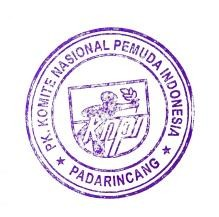 PK. KOMITE NASIONAL PEMUDA INDONESIA
knpi
★ PADARINCANG ★